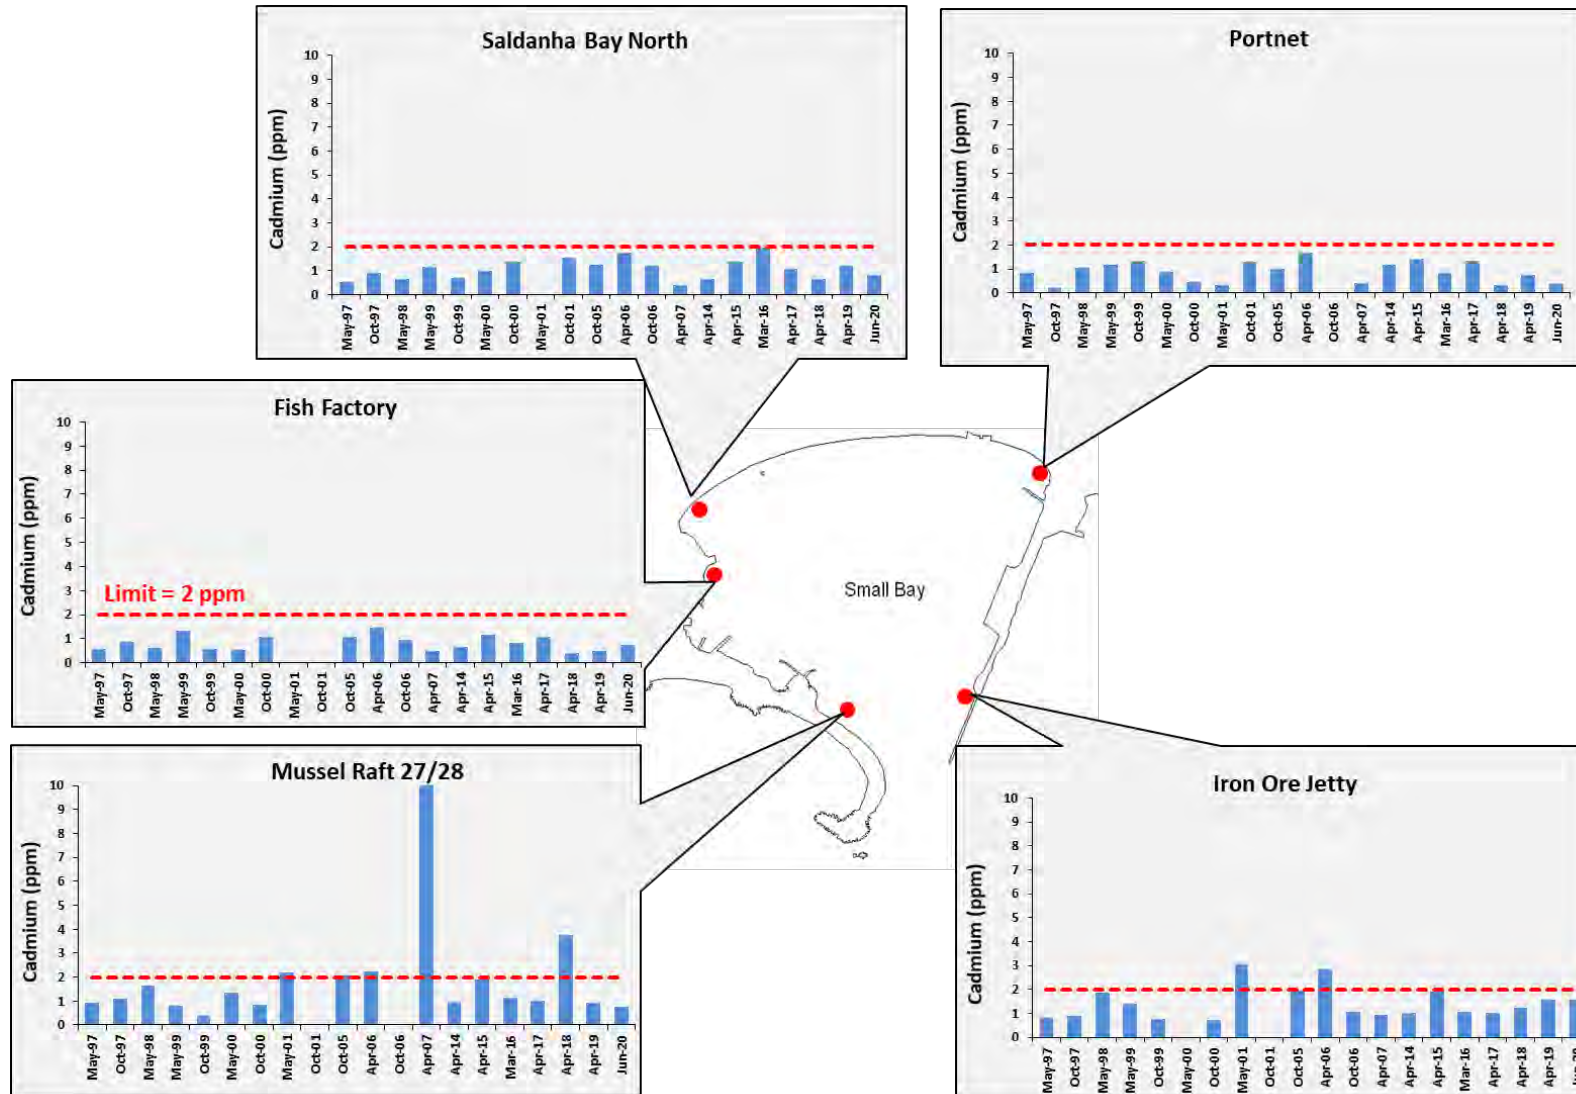 Saldanha Bay North
Cadmium (ppm)
10
9
8
7
6
5
4
3
2
1
0
May-97
Oct-97
May-98
May-99
Oct-99
May-00
Oct-00
May-01
Oct-01
Oct-05
Apr-06
Oct-06
Apr-07
Apr-14
Apr-15
Mar-16
Apr-17
Apr-18
Apr-19
Jun-20
Portnet
Cadmium (ppm)
10
9
8
7
6
5
4
3
2
1
0
May-97
Oct-97
May-98
May-99
Oct-99
May-00
Oct-00
May-01
Oct-01
Oct-05
Apr-06
Oct-06
Apr-07
Apr-14
Apr-15
Mar-16
Apr-17
Apr-18
Apr-19
Jun-20
Fish Factory
Cadmium (ppm)
10
9
8
7
6
5
4
3
2
1
0
Limit = 2 ppm
May-97
Oct-97
May-98
May-99
Oct-99
May-00
Oct-00
May-01
Oct-01
Oct-05
Apr-06
Oct-06
Apr-07
Apr-14
Apr-15
Mar-16
Apr-17
Apr-18
Apr-19
Jun-20
Small Bay
Mussel Raft 27/28
Cadmium (ppm)
10
9
8
7
6
5
4
3
2
1
0
May-97
Oct-97
May-98
May-99
Oct-99
May-00
Oct-00
May-01
Oct-01
Oct-05
Apr-06
Oct-06
Apr-07
Apr-14
Apr-15
Mar-16
Apr-17
Apr-18
Apr-19
Jun-20
Iron Ore Jetty
Cadmium (ppm)
10
9
8
7
6
5
4
3
2
1
0
May-97
Oct-97
May-98
May-99
Oct-99
May-00
Oct-00
May-01
Oct-01
Oct-05
Apr-06
Oct-06
Apr-07
Apr-14
Apr-15
Mar-16
Apr-17
Apr-18
Apr-19
Jun-20